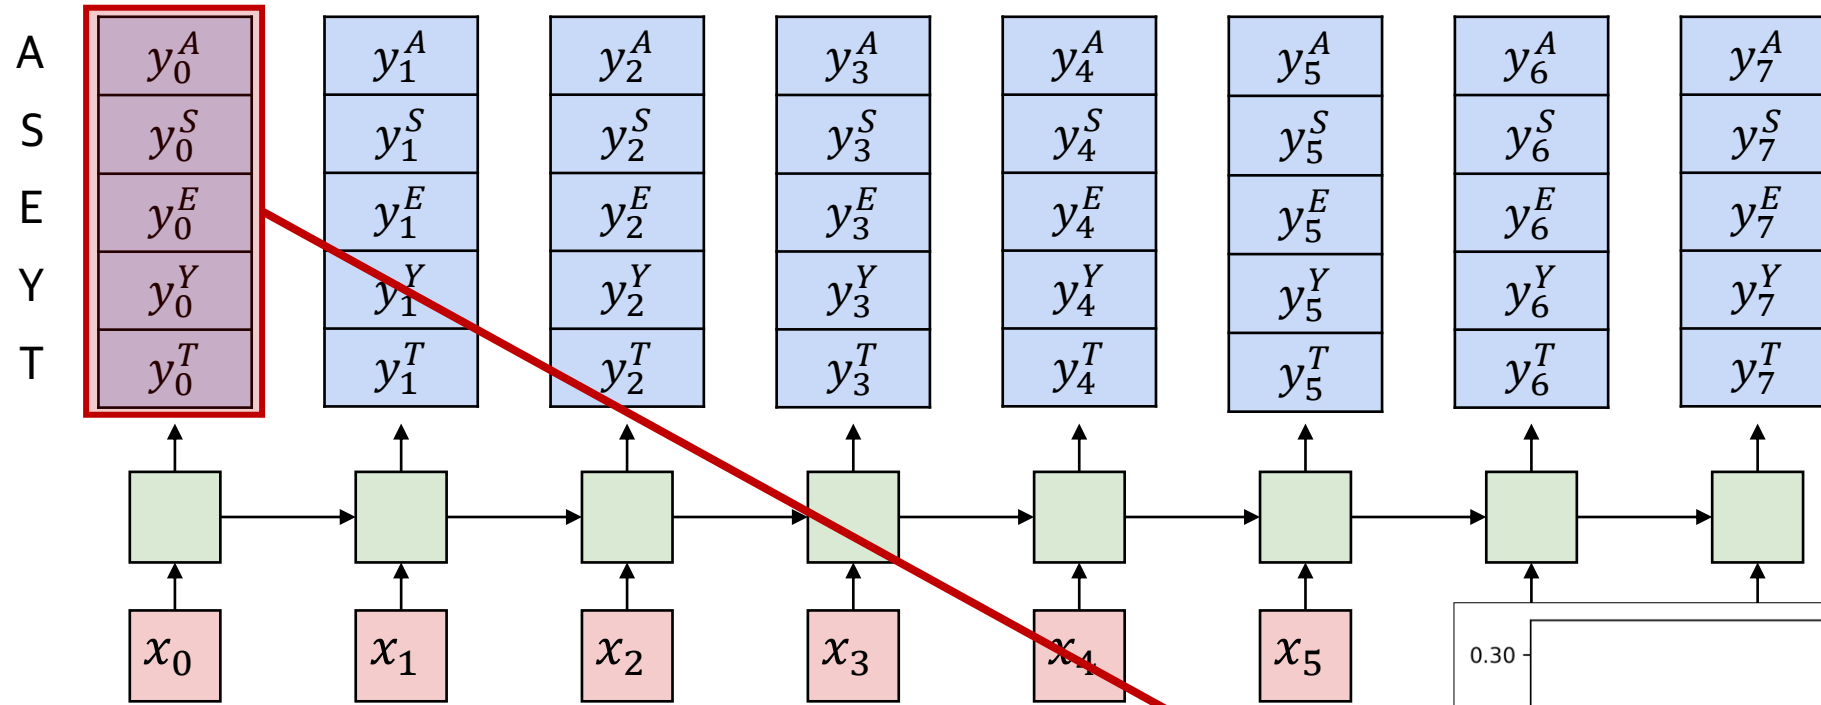 A y_0^A y_1^A y_2^A y_3^A y_4^A y_5^A y_6^A y_7^A
S y_0^S y_1^S y_2^S y_3^S y_4^S y_5^S y_6^S y_7^S
E y_0^E y_1^E y_2^E y_3^E y_4^E y_5^E y_6^E y_7^E
Y y_0^Y y_1^Y y_2^Y y_3^Y y_4^Y y_5^Y y_6^Y y_7^Y
T y_0^T y_1^T y_2^T y_3^T y_4^T y_5^T y_6^T y_7^T
x_0 x_1 x_2 x_3 x_4 x_5 0.30